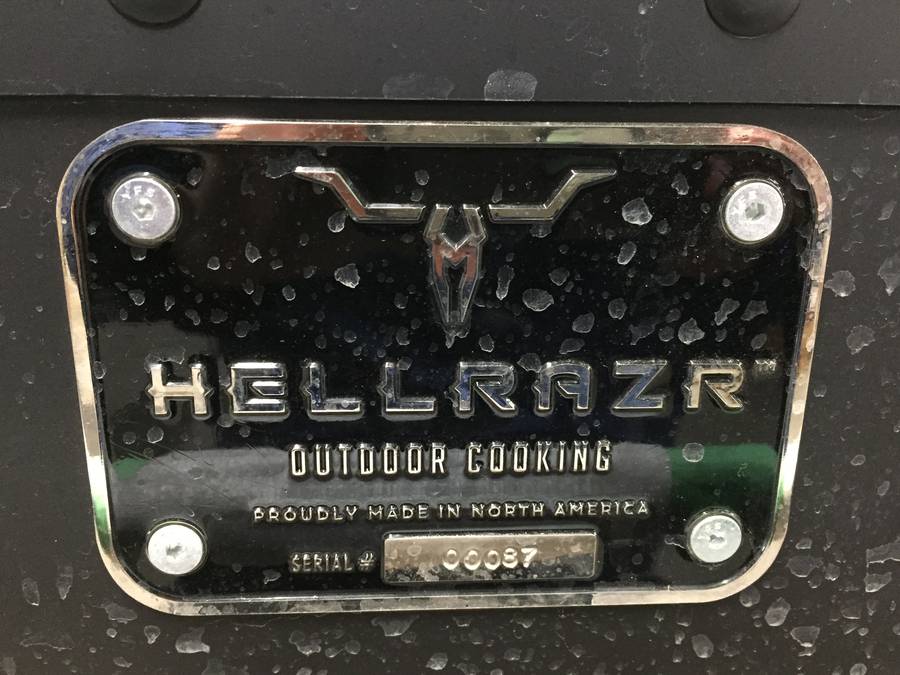 HELLRAZR™
OUTDOOR COOKING
PROUDLY MADE IN NORTH AMERICA
SERIAL # 00087